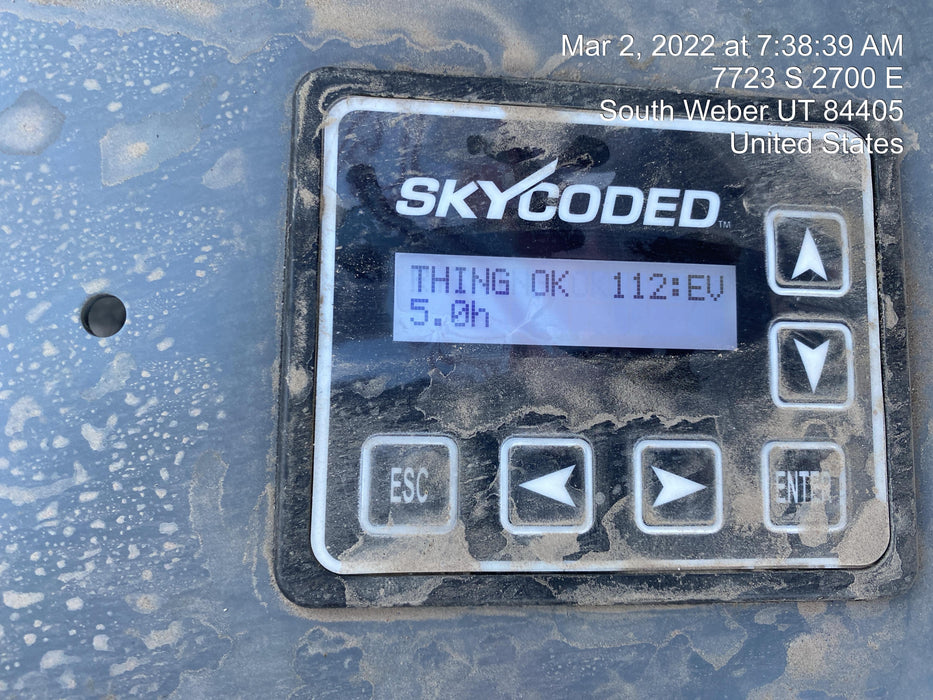 Mar 2, 2022 at 7:38:39 AM
7723 S 2700 E
South Weber UT 84405
United States
SKYCODED™
THING OK 112:EV
5.0h
ESC
ENTER